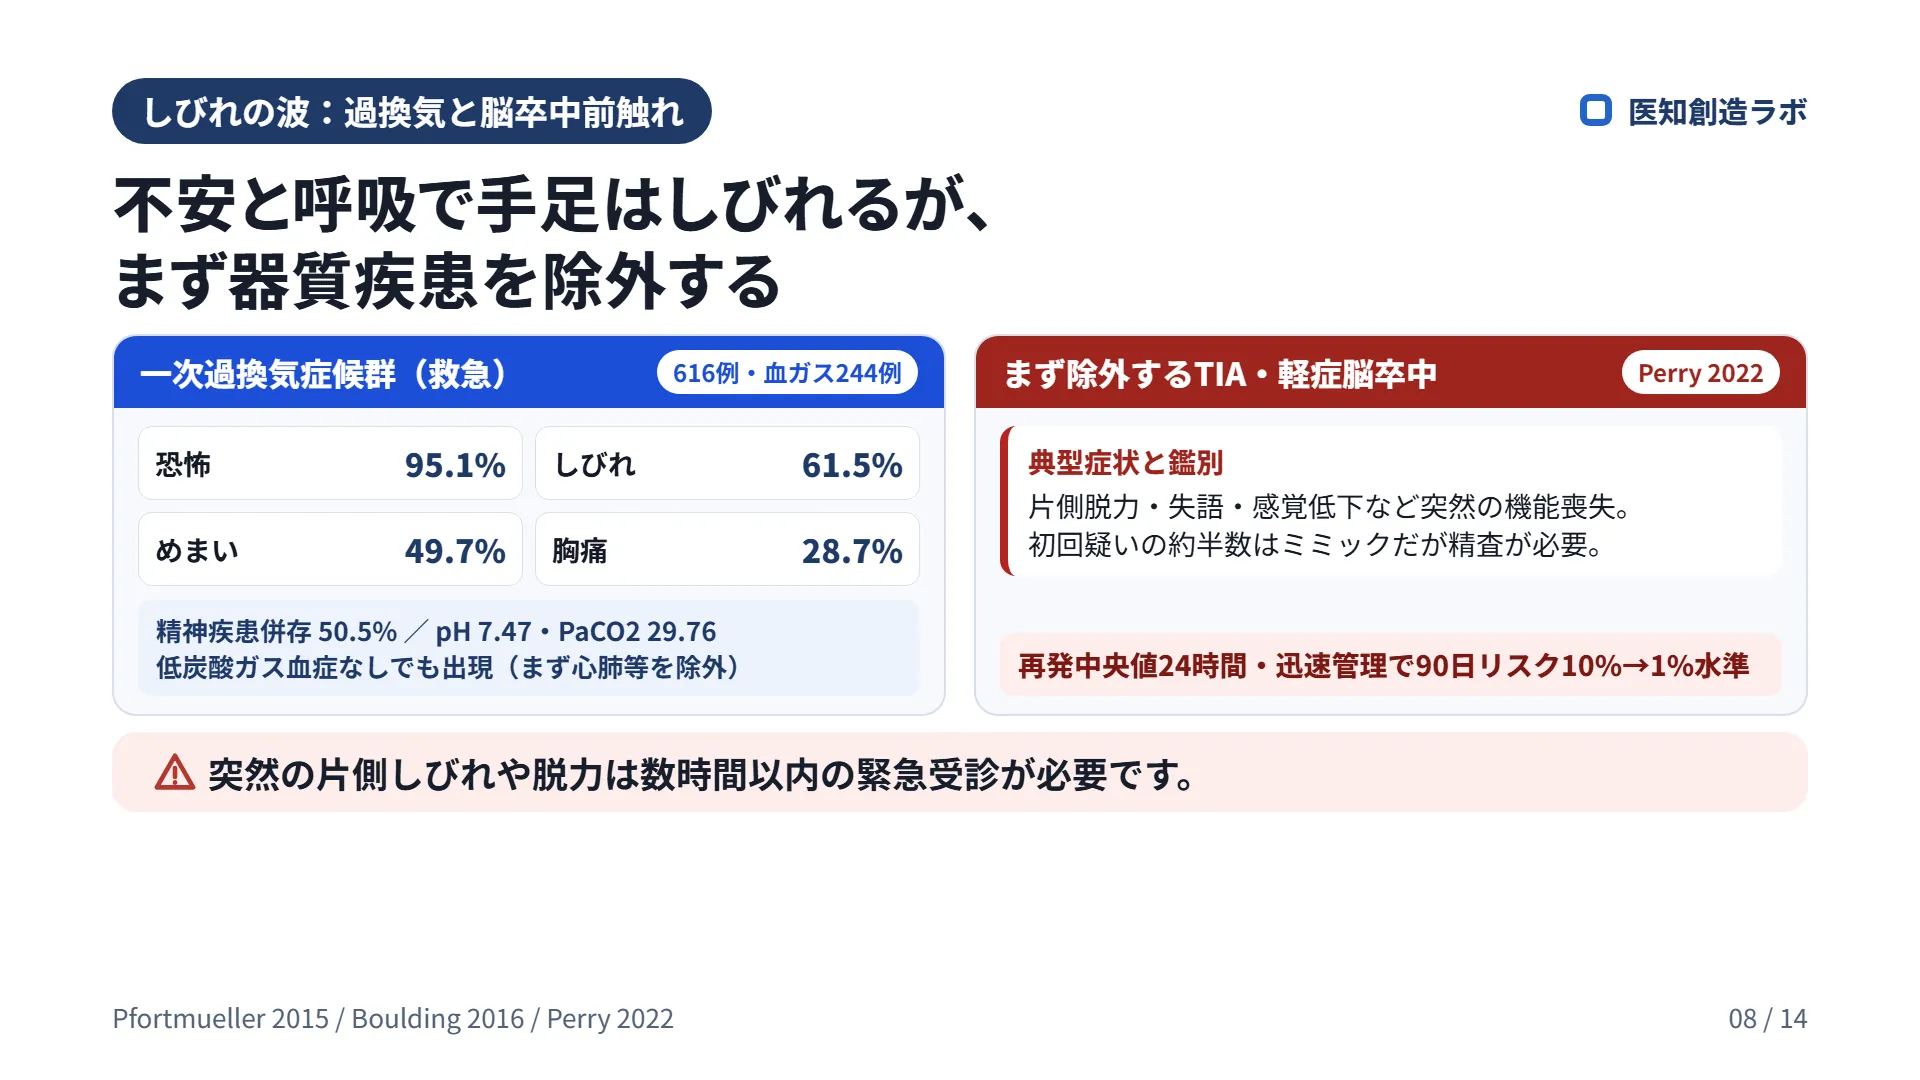 しびれの波：過換気と脳卒中前触れ
医知創造ラボ
不安と呼吸で手足はしびれるが、
まず器質疾患を除外する
一次過換気症候群（救急）
616例・血ガス244例
恐怖 95.1%
しびれ 61.5%
めまい 49.7%
胸痛 28.7%
精神疾患併存 50.5% ／ pH 7.47・PaCO2 29.76
低炭酸ガス血症なしでも出現（まず心肺等を除外）
まず除外するTIA・軽症脳卒中
Perry 2022
典型症状と鑑別
片側脱力・失語・感覚低下など突然の機能喪失。
初回疑いの約半数はミミックだが精査が必要。
再発中央値24時間・迅速管理で90日リスク10%→1%水準
突然の片側しびれや脱力は数時間以内の緊急受診が必要です。
Pfortmueller 2015 / Boulding 2016 / Perry 2022
08 / 14